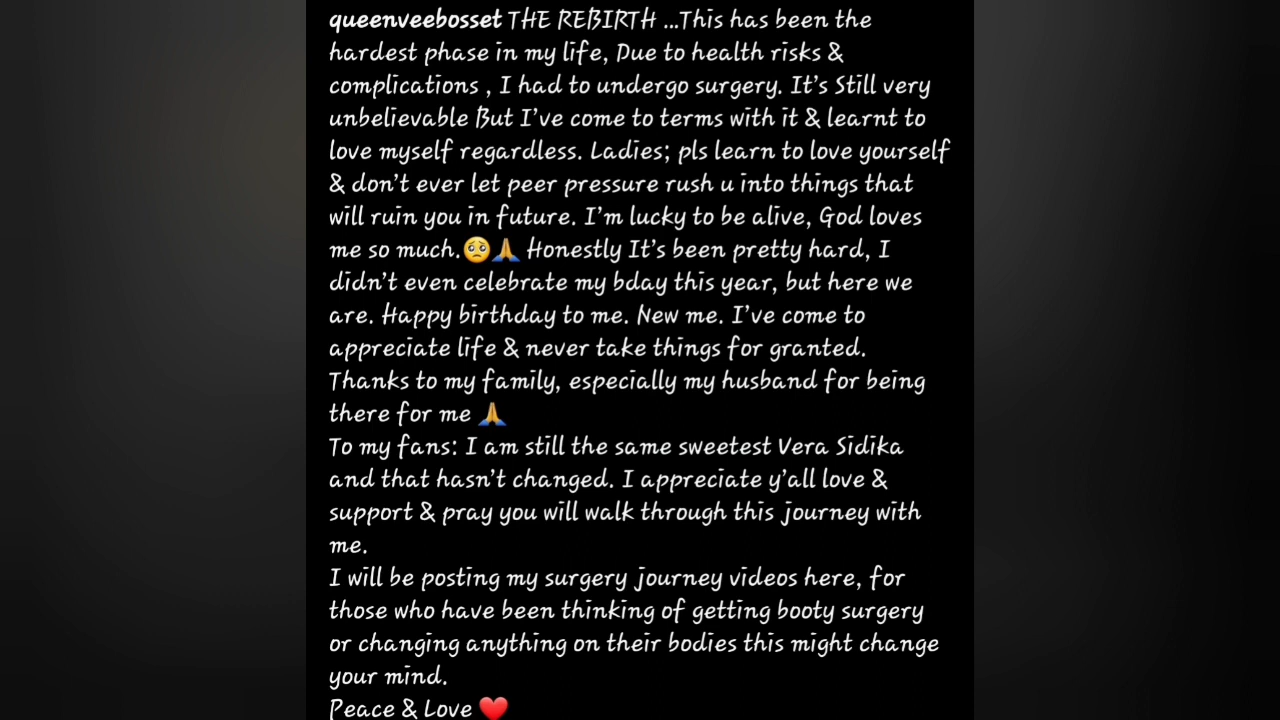 queenveebosset THE REBIRTH ...This has been the
hardest phase in my life, Due to health risks &
complications , I had to undergo surgery. It's Still very
unbelievable But I've come to terms with it & learnt to
love myself regardless. Ladies; pls learn to love yourself
& don't ever let peer pressure rush u into things that
will ruin you in future. I'm lucky to be alive, God loves
me so much.🥺🙏 Honestly It's been pretty hard, I
didn't even celebrate my bday this year, but here we
are. Happy birthday to me. New me. I've come to
appreciate life & never take things for granted.
Thanks to my family, especially my husband for being
there for me 🙏
To my fans: I am still the same sweetest Vera Sidika
and that hasn't changed. I appreciate y'all love &
support & pray you will walk through this journey with
me.
I will be posting my surgery journey videos here, for
those who have been thinking of getting booty surgery
or changing anything on their bodies this might change
your mind.
Peace & Love ❤️